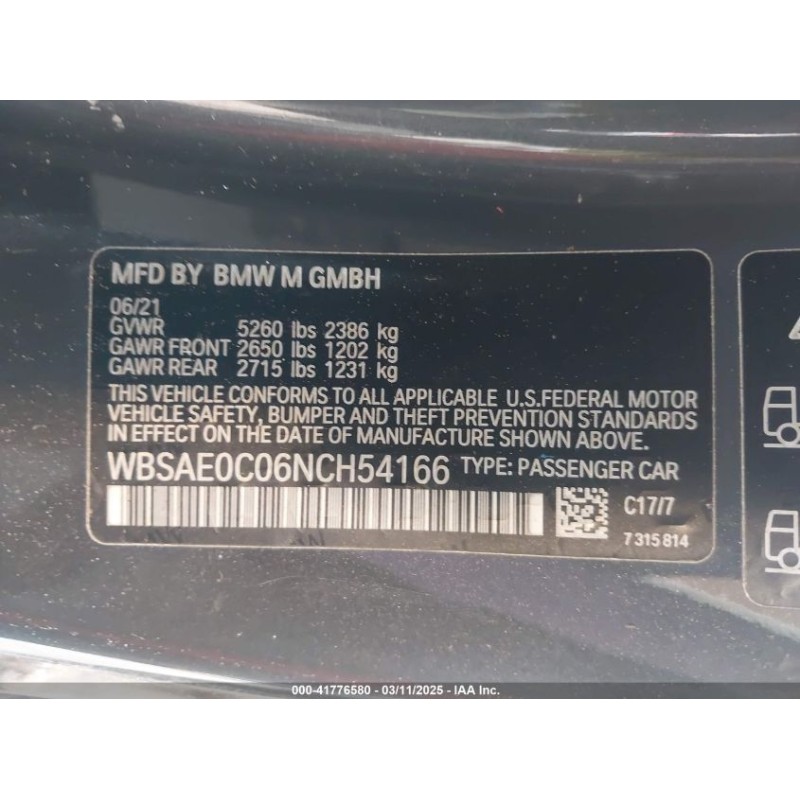 MFD BY BMW M GMBH
06/21
GVWR 5260 lbs 2386 kg
GAWR FRONT 2650 lbs 1202 kg
GAWR REAR 2715 lbs 1231 kg
THIS VEHICLE CONFORMS TO ALL APPLICABLE U.S.FEDERAL MOTOR
VEHICLE SAFETY, BUMPER AND THEFT PREVENTION STANDARDS
IN EFFECT ON THE DATE OF MANUFACTURE SHOWN ABOVE.
WBSAE0C06NCH54166 TYPE: PASSENGER CAR
C17/7
7315814
000-41776580 - 03/11/2025 - IAA Inc.